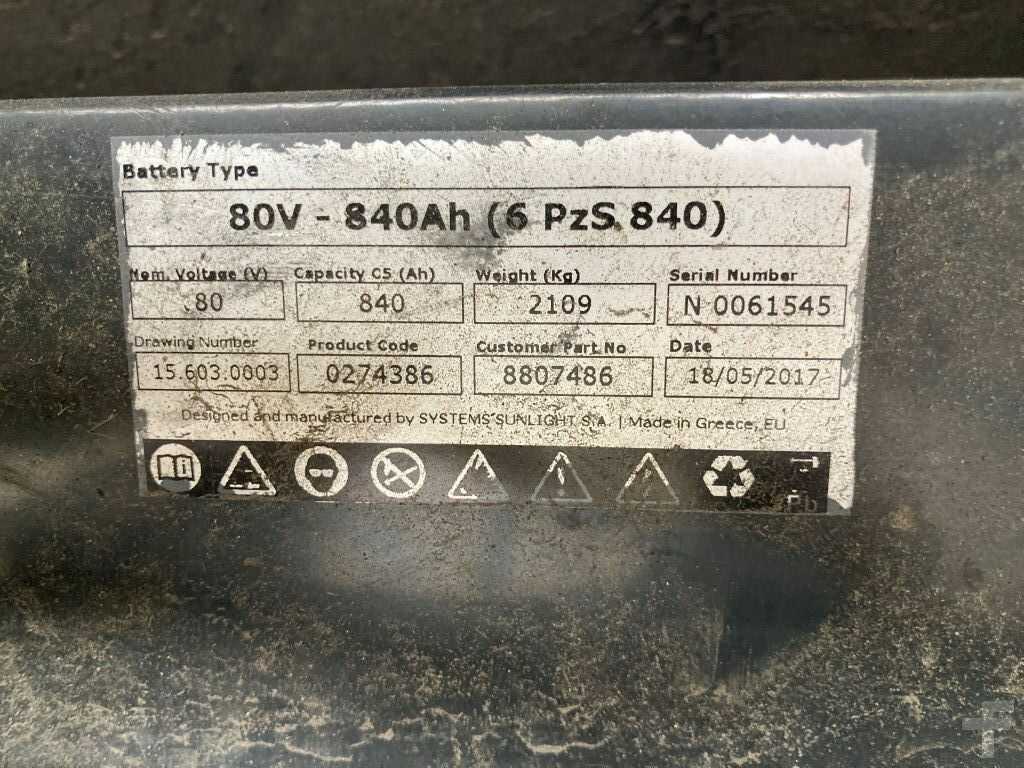 Battery Type
80V - 840Ah (6 PzS 840)
Nom. Voltage (V) Capacity C5 (Ah) Weight (Kg) Serial Number
80 840 2109 N 0061545
Drawing Number Product Code Customer Part No Date
15.603.0003 0274386 8807486 18/05/2017
Designed and manufactured by SYSTEMS SUNLIGHT S.A. | Made in Greece, EU
Pb